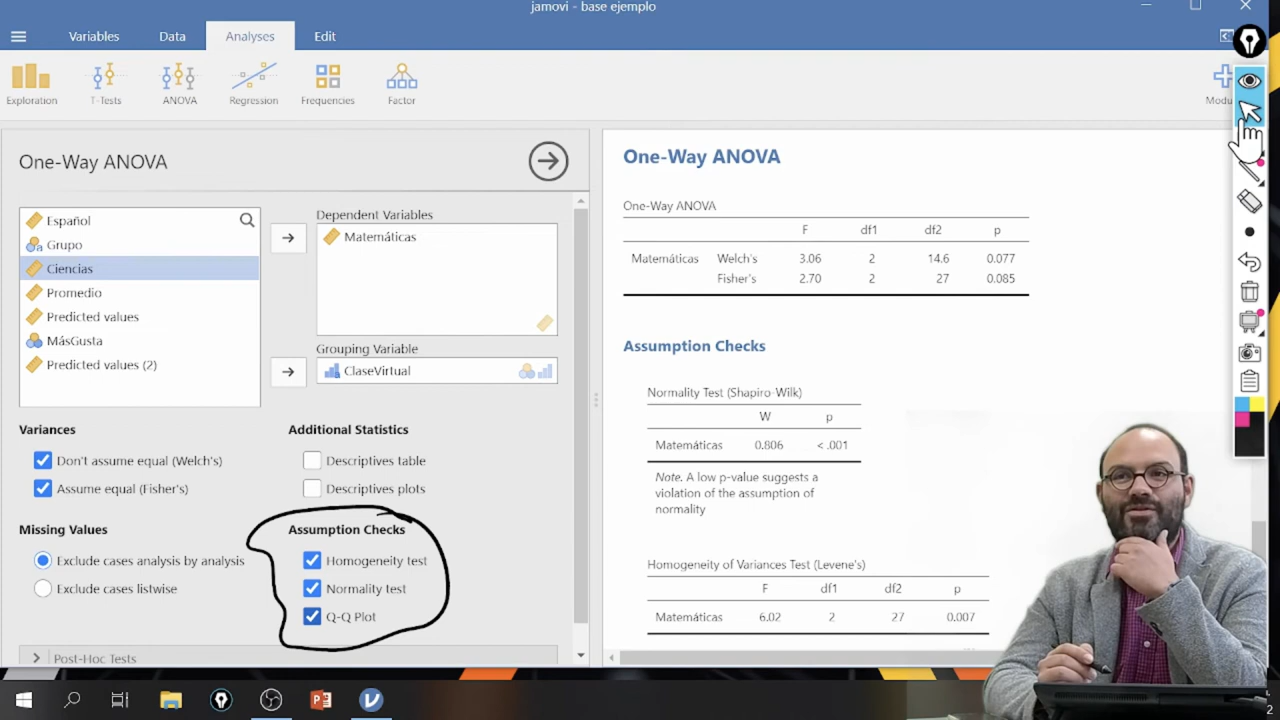 jamovi - base ejemplo
Variables Data Analyses Edit
Exploration T-Tests ANOVA Regression Frequencies Factor
One-Way ANOVA
Español
Grupo
Ciencias
Promedio
Predicted values
MásGusta
Predicted values (2)
Dependent Variables
Matemáticas
Grouping Variable
ClaseVirtual
Variances
Don't assume equal (Welch's)
Assume equal (Fisher's)
Additional Statistics
Descriptives table
Descriptives plots
Missing Values
Exclude cases analysis by analysis
Exclude cases listwise
Assumption Checks
Homogeneity test
Normality test
Q-Q Plot
Post-Hoc Tests
One-Way ANOVA
One-Way ANOVA
F df1 df2 p
Matemáticas Welch's 3.06 2 14.6 0.077
Fisher's 2.70 2 27 0.085
Assumption Checks
Normality Test (Shapiro-Wilk)
W p
Matemáticas 0.806 < .001
Note. A low p-value suggests a
violation of the assumption of
normality
Homogeneity of Variances Test (Levene's)
F df1 df2 p
Matemáticas 6.02 2 27 0.007